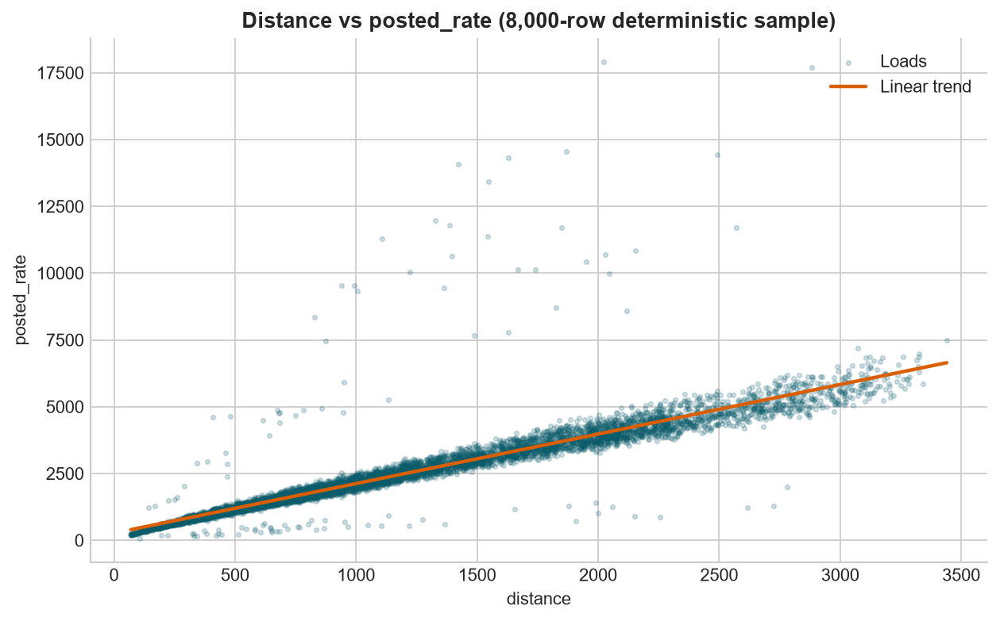 Distance vs posted_rate (8,000-row deterministic sample)
Loads
Linear trend
posted_rate
17500
15000
12500
10000
7500
5000
2500
0
0 500 1000 1500 2000 2500 3000 3500
distance